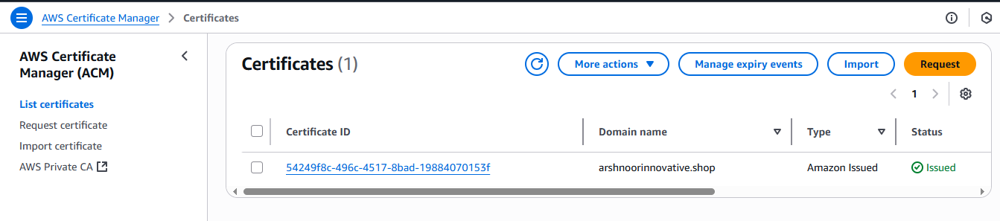 AWS Certificate Manager > Certificates
AWS Certificate
Manager (ACM)
List certificates
Request certificate
Import certificate
AWS Private CA
Certificates (1)
More actions
Manage expiry events
Import
Request
1
Certificate ID
Domain name
Type
Status
54249f8c-496c-4517-8bad-19884070153f
arshnoorinnovative.shop
Amazon Issued
Issued